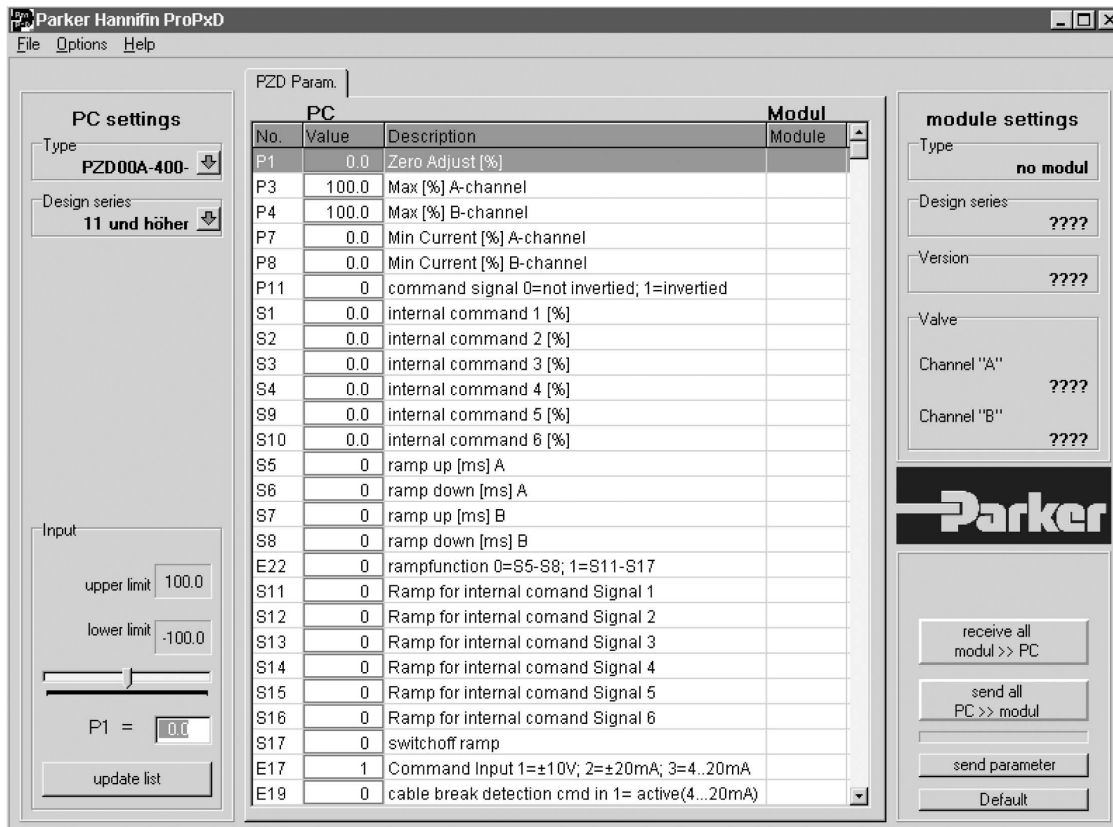 Parker Hannifin ProPxD
File Options Help
PC settings
Type
PZD00A-400-
Design series
11 und höher
Input
upper limit 100.0
lower limit -100.0
P1 = 0.0
update list
PZD Param.
PC Modul
No. Value Description Module
P1 0.0 Zero Adjust [%]
P3 100.0 Max [%] A-channel
P4 100.0 Max [%] B-channel
P7 0.0 Min Current [%] A-channel
P8 0.0 Min Current [%] B-channel
P11 0 command signal 0=not invertied; 1=invertied
S1 0.0 internal command 1 [%]
S2 0.0 internal command 2 [%]
S3 0.0 internal command 3 [%]
S4 0.0 internal command 4 [%]
S9 0.0 internal command 5 [%]
S10 0.0 internal command 6 [%]
S5 0 ramp up [ms] A
S6 0 ramp down [ms] A
S7 0 ramp up [ms] B
S8 0 ramp down [ms] B
E22 0 rampfunction 0=S5-S8; 1=S11-S17
S11 0 Ramp for internal comand Signal 1
S12 0 Ramp for internal comand Signal 2
S13 0 Ramp for internal comand Signal 3
S14 0 Ramp for internal comand Signal 4
S15 0 Ramp for internal comand Signal 5
S16 0 Ramp for internal comand Signal 6
S17 0 switchoff ramp
E17 1 Command Input 1=±10V; 2=±20mA; 3=4..20mA
E19 0 cable break detection cmd in 1= active(4...20mA)
module settings
Type
no modul
Design series
????
Version
????
Valve
Channel "A"
????
Channel "B"
????
Parker
receive all
modul >> PC
send all
PC >> modul
send parameter
Default